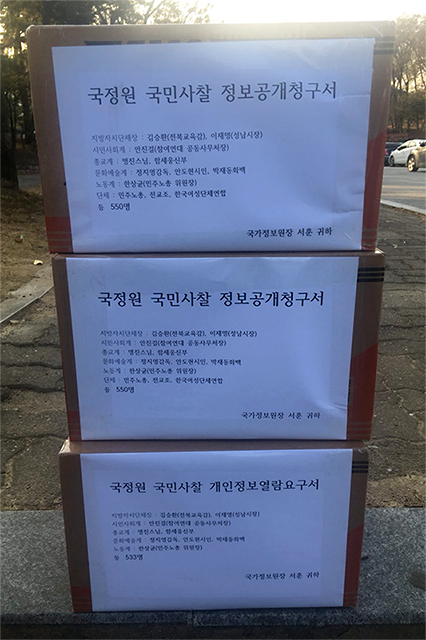 국정원 국민사찰 정보공개청구서
지방자치단체장 : 김승환(전북교육감), 이재명(성남시장)
시민사회계 : 안진걸(참여연대 공동사무처장)
종교계 : 명진스님, 함세웅신부
문화예술계 : 정지영감독, 안도현시인, 박재동화백
노동계 : 한상균(민주노총 위원장)
단체 : 민주노총, 전교조, 한국여성단체연합
등 550명
국가정보원장 서훈 귀하
국정원 국민사찰 정보공개청구서
지방자치단체장 : 김승환(전북교육감), 이재명(성남시장)
시민사회계 : 안진걸(참여연대 공동사무처장)
종교계 : 명진스님, 함세웅신부
문화예술계 : 정지영감독, 안도현시인, 박재동화백
노동계 : 한상균(민주노총 위원장)
단체 : 민주노총, 전교조, 한국여성단체연합
등 550명
국가정보원장 서훈 귀하
국정원 국민사찰 개인정보열람요구서
지방자치단체장 : 김승환(전북교육감), 이재명(성남시장)
시민사회계 : 안진걸(참여연대 공동사무처장)
종교계 : 명진스님, 함세웅신부
문화예술계 : 정지영감독, 안도현시인, 박재동화백
노동계 : 한상균(민주노총 위원장)
등 533명
국가정보원장 서훈 귀하